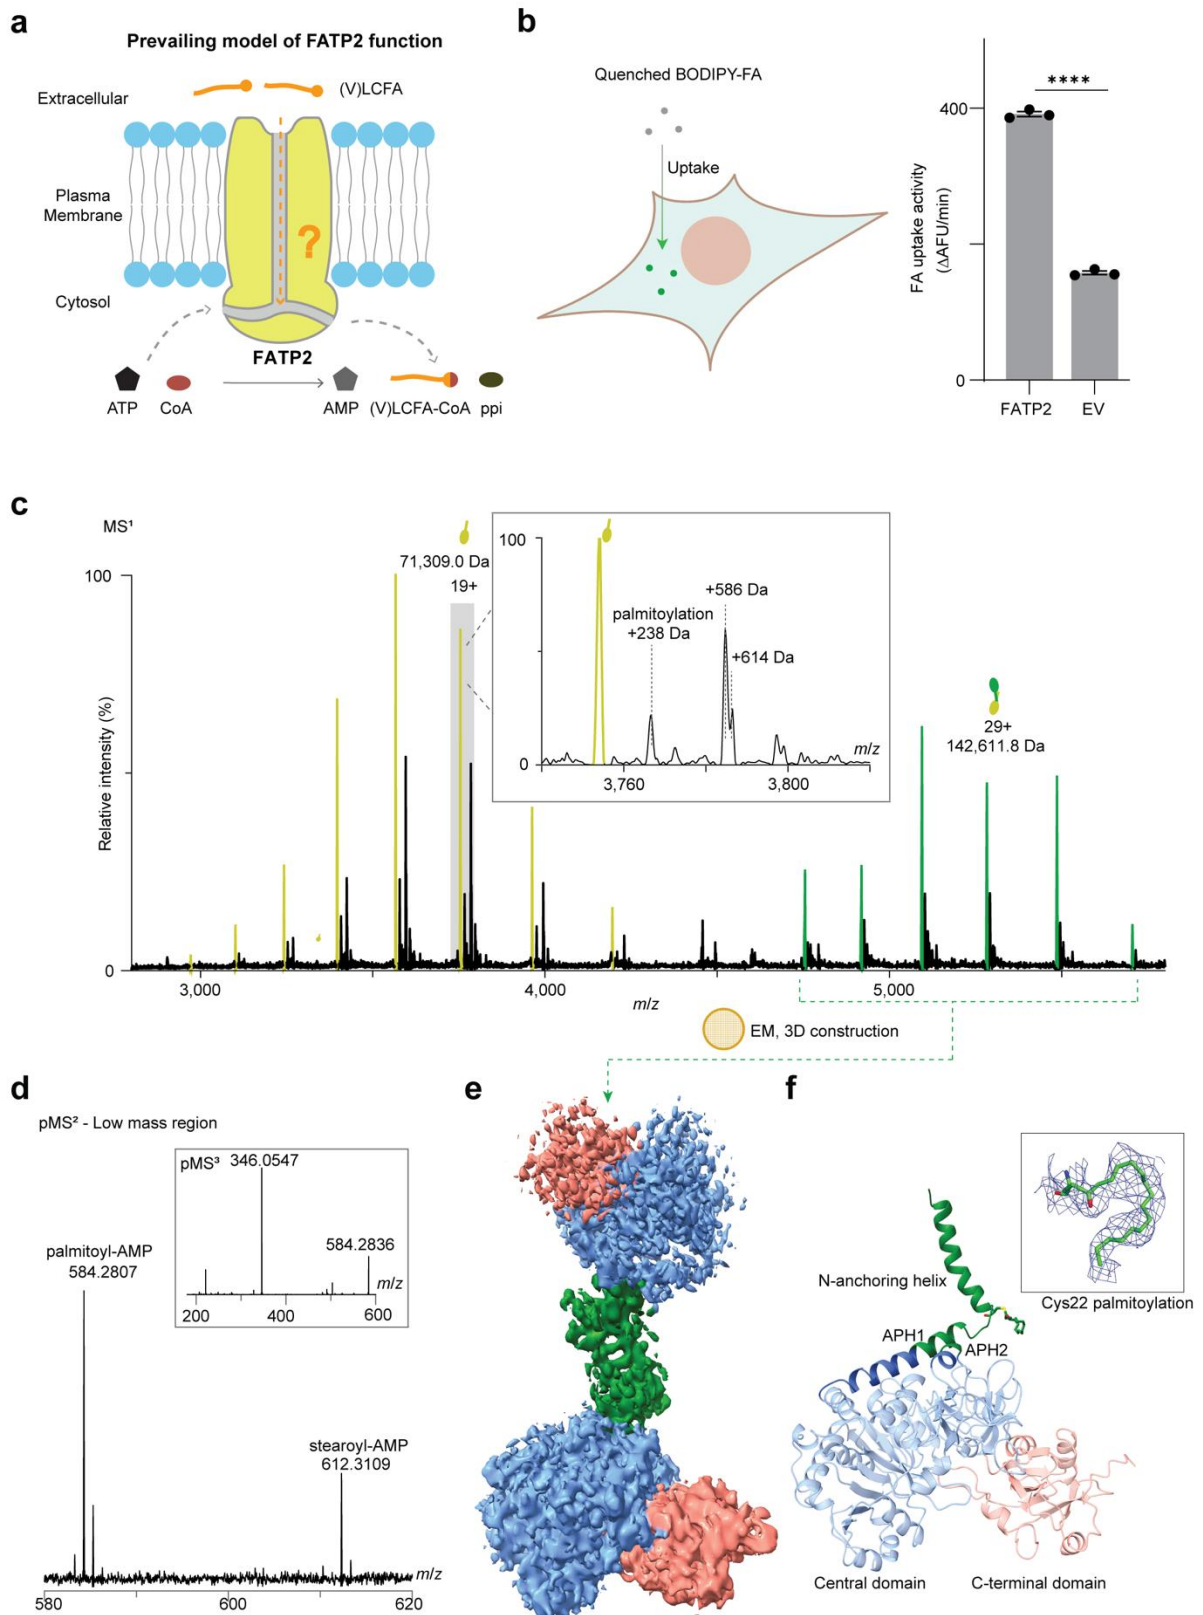 a
Prevailing model of FATP2 function
Extracellular
(V)LCFA
Plasma
Membrane
?
Cytosol
FATP2
ATP
CoA
AMP
(V)LCFA-CoA
ppi
b
Quenched BODIPY-FA
Uptake
FA uptake activity
(ΔAFU/min)
400
0
****
FATP2
EV
c
MS¹
Relative intensity (%)
100
0
71,309.0 Da
19+
100
0
palmitoylation
+238 Da
+586 Da
+614 Da
m/z
3,760
3,800
29+
142,611.8 Da
3,000
4,000
5,000
m/z
EM, 3D construction
d
pMS² - Low mass region
pMS³
346.0547
584.2836
m/z
200
400
600
palmitoyl-AMP
584.2807
stearoyl-AMP
612.3109
m/z
580
600
620
e
f
Cys22 palmitoylation
N-anchoring helix
APH1
APH2
Central domain
C-terminal domain